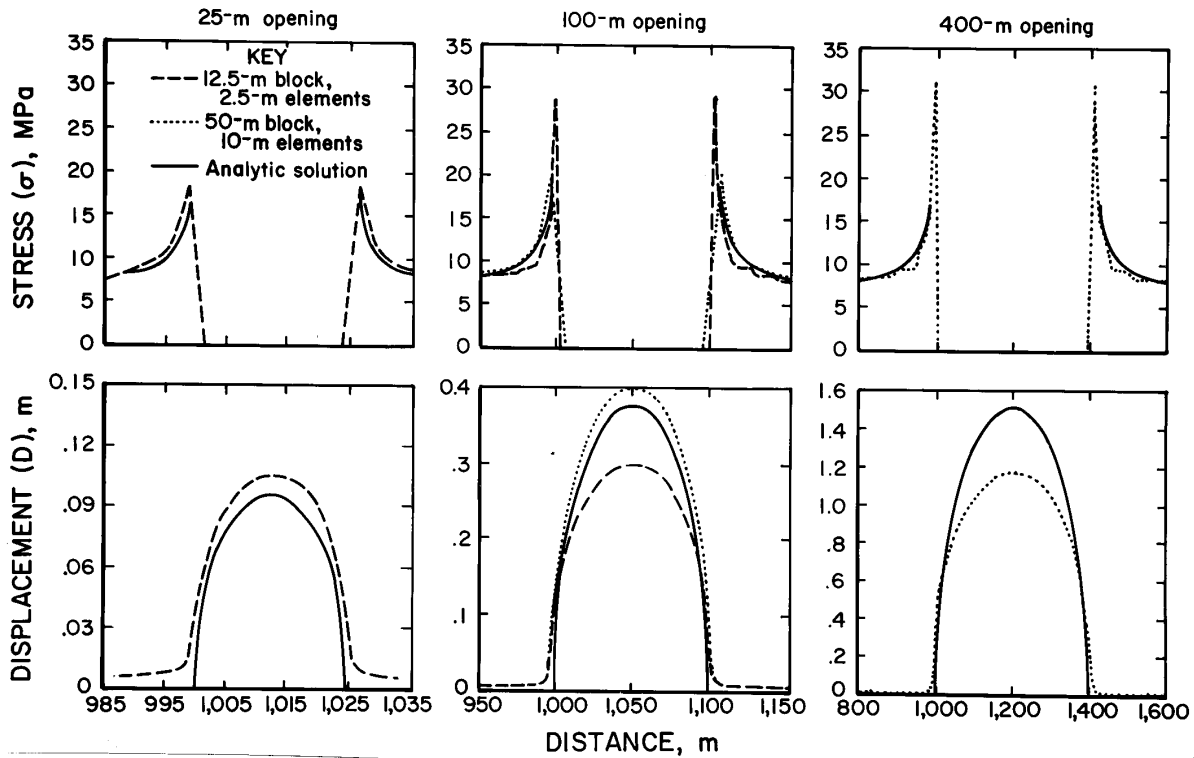 25-m opening
100-m opening
400-m opening
STRESS (σ), MPa
35
30
25
20
15
10
5
0
KEY
12.5-m block,
2.5-m elements
50-m block,
10-m elements
Analytic solution
35
30
25
20
15
10
5
0
35
30
25
20
15
10
5
0
DISPLACEMENT (D), m
0.15
.12
.09
.06
.03
0
985 995 1,005 1,015 1,025 1,035
0.4
.3
.2
.1
0
950 1,000 1,050 1,100 1,150
1.6
1.4
1.2
1.0
.8
.6
.4
.2
0
800 1,000 1,200 1,400 1,600
DISTANCE, m